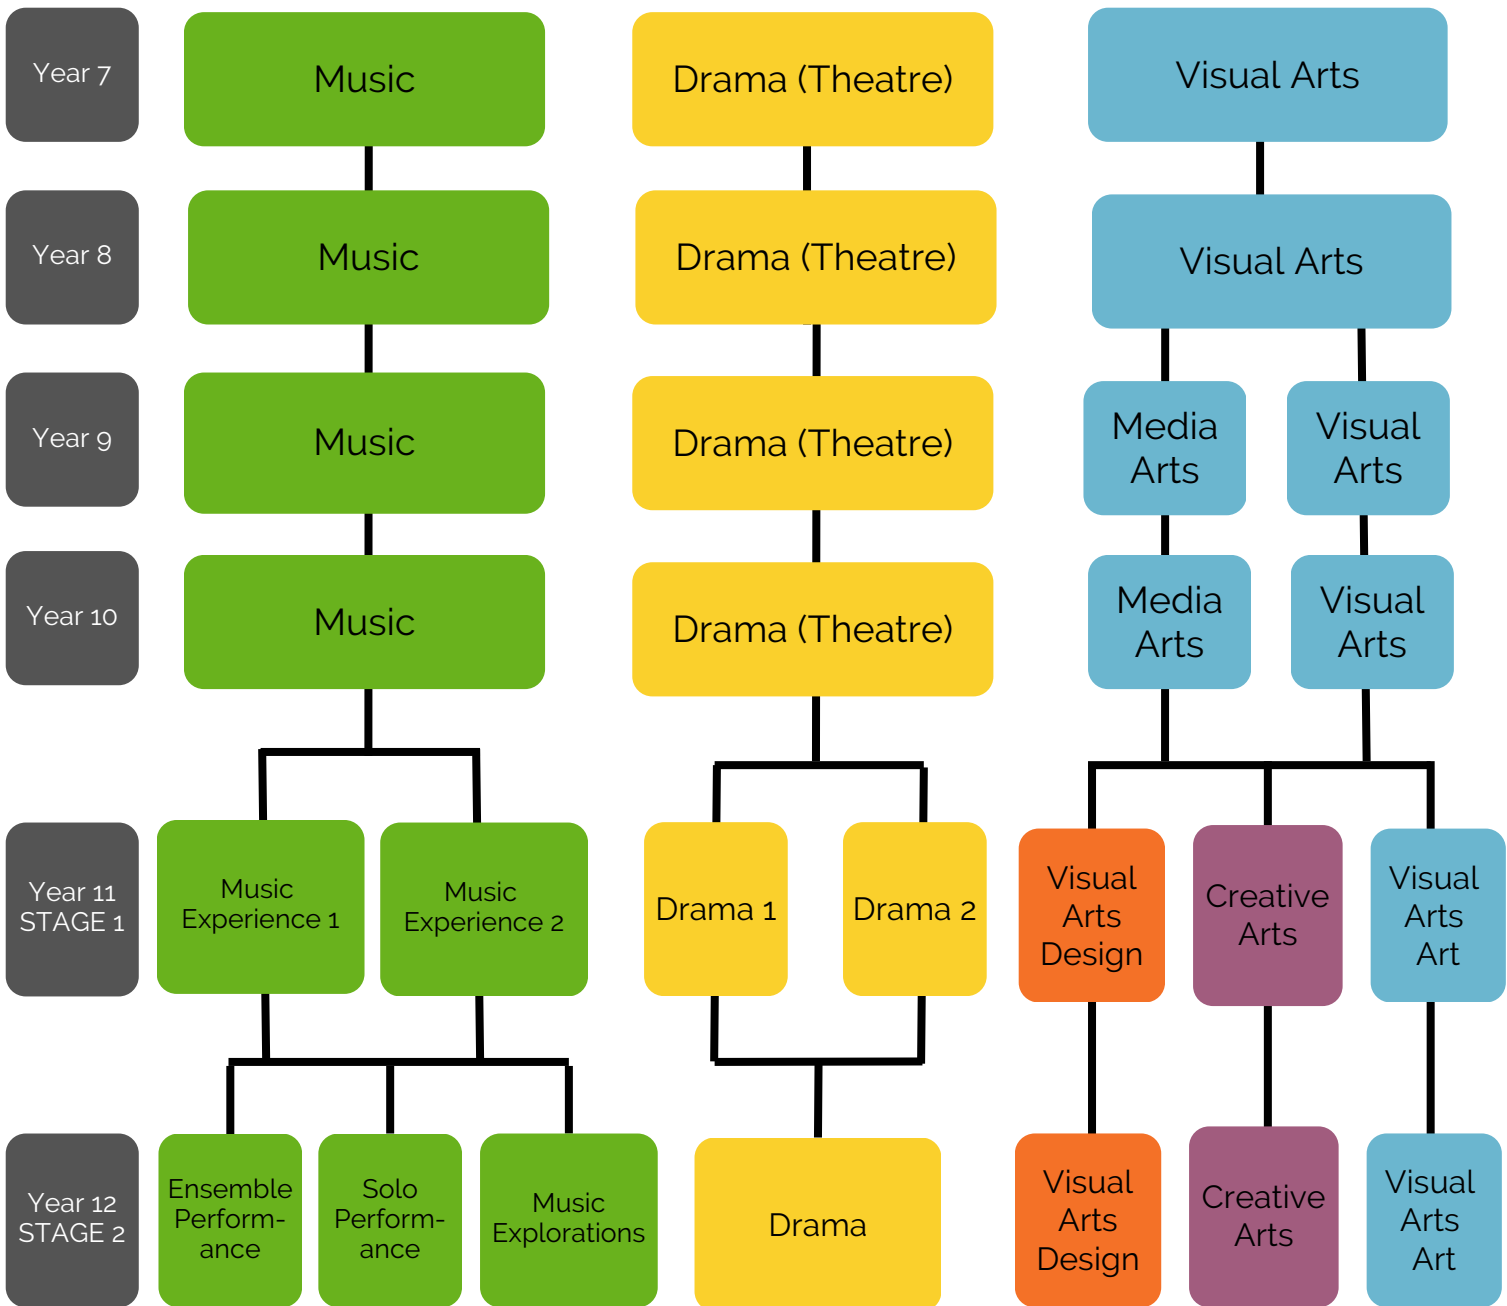 Year 7
Music
Drama (Theatre)
Visual Arts
Year 8
Music
Drama (Theatre)
Visual Arts
Year 9
Music
Drama (Theatre)
Media
Arts
Visual
Arts
Year 10
Music
Drama (Theatre)
Media
Arts
Visual
Arts
Year 11
STAGE 1
Music
Experience 1
Music
Experience 2
Drama 1
Drama 2
Visual
Arts
Design
Creative
Arts
Visual
Arts
Art
Year 12
STAGE 2
Ensemble
Perform-
ance
Solo
Perform-
ance
Music
Explorations
Drama
Visual
Arts
Design
Creative
Arts
Visual
Arts
Art